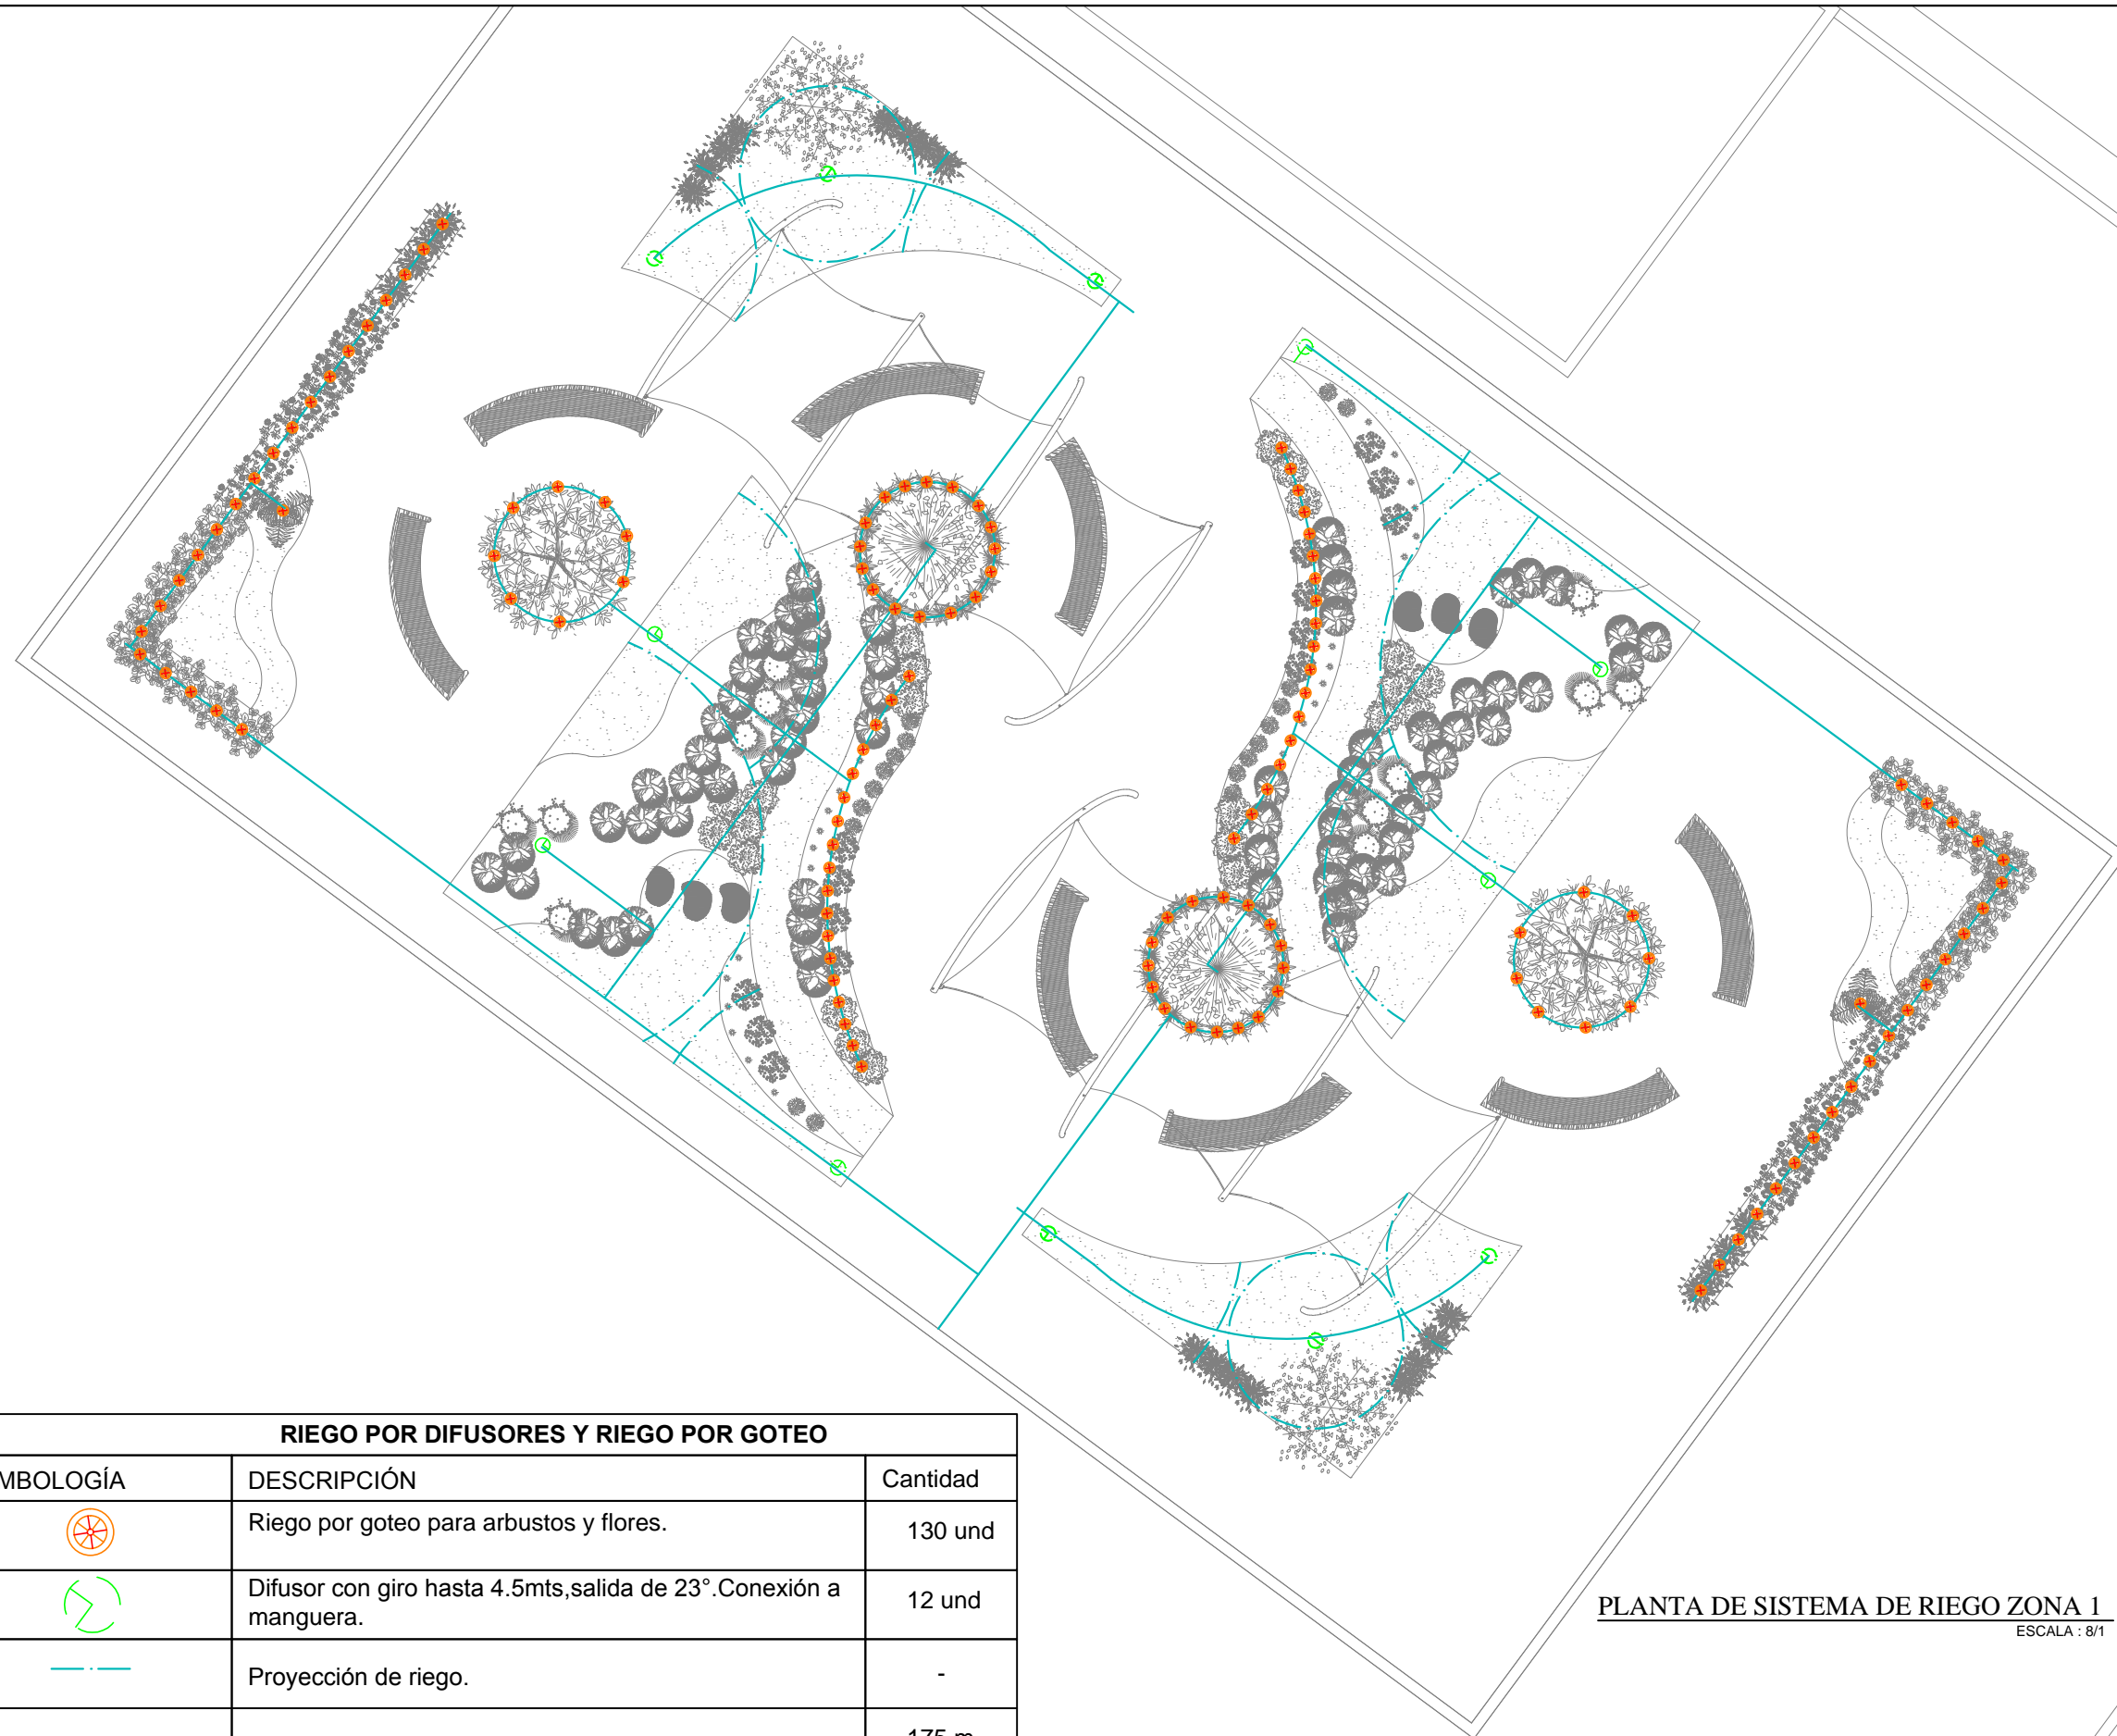 RIEGO POR DIFUSORES Y RIEGO POR GOTEO
MBOLOGÍA DESCRIPCIÓN Cantidad
Riego por goteo para arbustos y flores. 130 und
Difusor con giro hasta 4.5mts,salida de 23°.Conexión a
manguera. 12 und
Proyección de riego. -
175 m
PLANTA DE SISTEMA DE RIEGO ZONA 1
ESCALA : 8/1